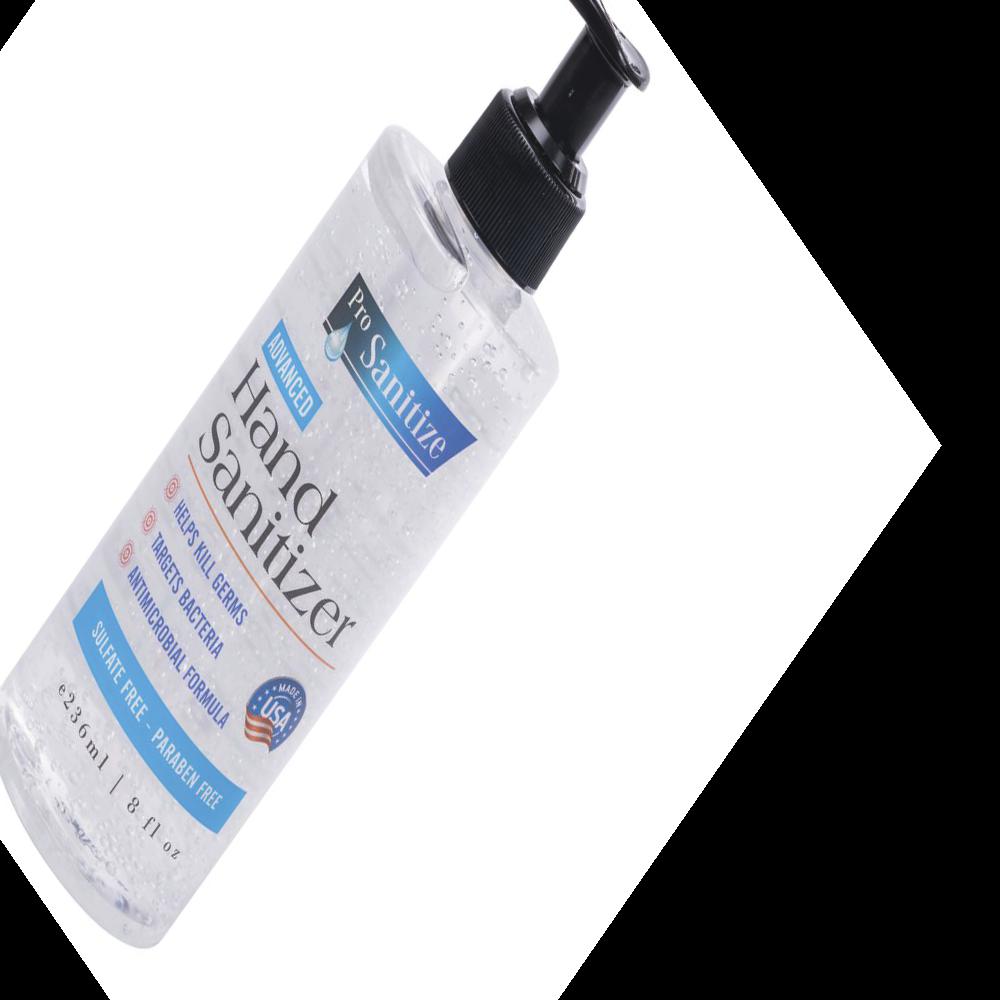 Pro
Sanitize
ADVANCED
Hand
Sanitizer
HELPS KILL GERMS
TARGETS BACTERIA
ANTIMICROBIAL FORMULA
MADE IN
USA
SULFATE FREE - PARABEN FREE
e236ml | 8 fl oz